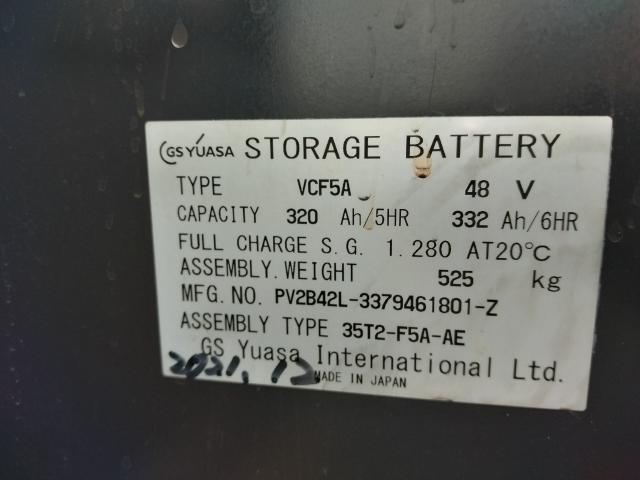 GS YUASA STORAGE BATTERY
TYPE VCF5A 48 V
CAPACITY 320 Ah/5HR 332 Ah/6HR
FULL CHARGE S.G. 1.280 AT20℃
ASSEMBLY.WEIGHT 525 kg
MFG.NO. PV2B42L-3379461801-Z
ASSEMBLY TYPE 35T2-F5A-AE
GS Yuasa International Ltd.
2021,12 MADE IN JAPAN